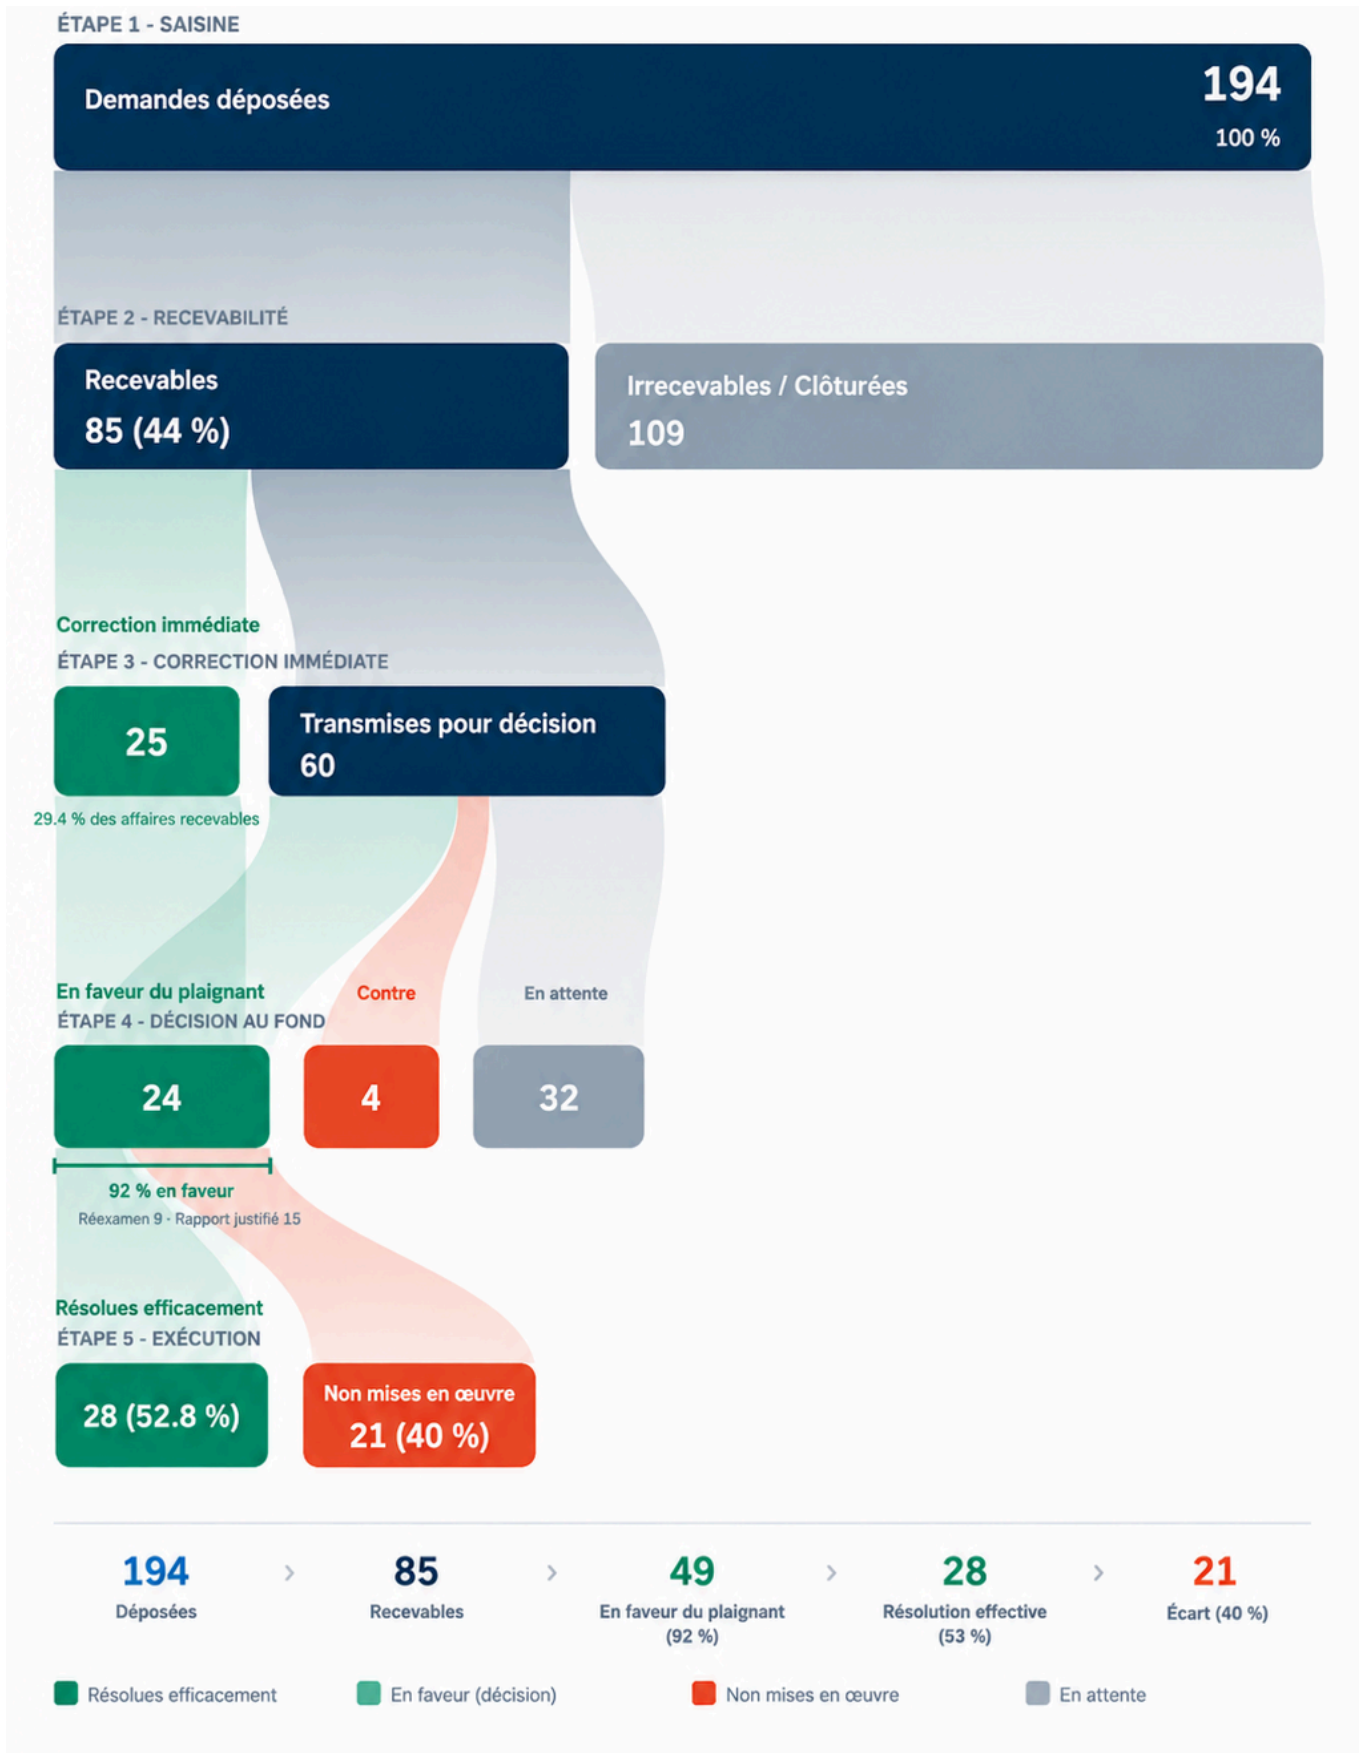 ÉTAPE 1 - SAISINE
Demandes déposées
194
100 %
ÉTAPE 2 - RECEVABILITÉ
Recevables
85 (44 %)
Irrecevables / Clôturées
109
Correction immédiate
ÉTAPE 3 - CORRECTION IMMÉDIATE
25
Transmises pour décision
60
29.4 % des affaires recevables
En faveur du plaignant
Contre
En attente
ÉTAPE 4 - DÉCISION AU FOND
24
4
32
92 % en faveur
Réexamen 9 · Rapport justifié 15
Résolues efficacement
ÉTAPE 5 - EXÉCUTION
28 (52.8 %)
Non mises en œuvre
21 (40 %)
194
Déposées
›
85
Recevables
›
49
En faveur du plaignant
(92 %)
›
28
Résolution effective
(53 %)
›
21
Écart (40 %)
Résolues efficacement
En faveur (décision)
Non mises en œuvre
En attente